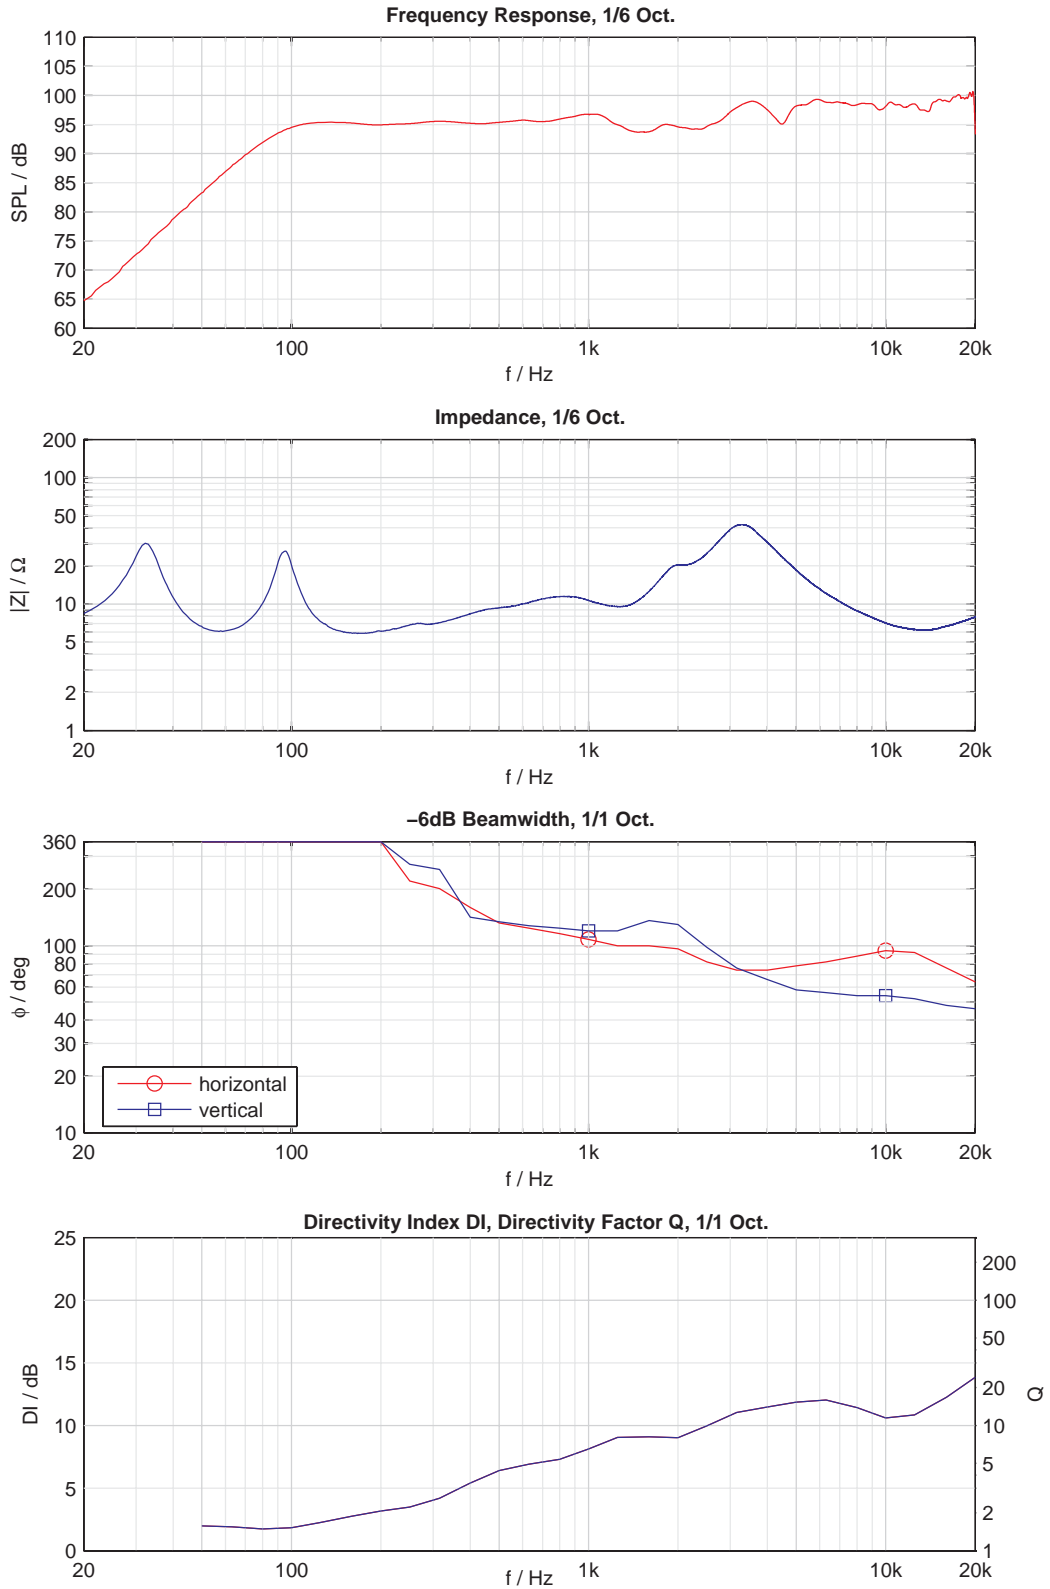 Frequency Response, 1/6 Oct.
110
105
100
95
90
85
80
75
70
65
60
SPL / dB
20 100 1k 10k 20k
f / Hz
Impedance, 1/6 Oct.
200
100
50
20
10
5
2
1
|Z| / Ω
20 100 1k 10k 20k
f / Hz
−6dB Beamwidth, 1/1 Oct.
360
200
100
80
60
40
30
20
10
ϕ / deg
horizontal
vertical
20 100 1k 10k 20k
f / Hz
Directivity Index DI, Directivity Factor Q, 1/1 Oct.
25
20
15
10
5
0
DI / dB
200
100
50
20
10
5
2
1
Q
20 100 1k 10k 20k
f / Hz